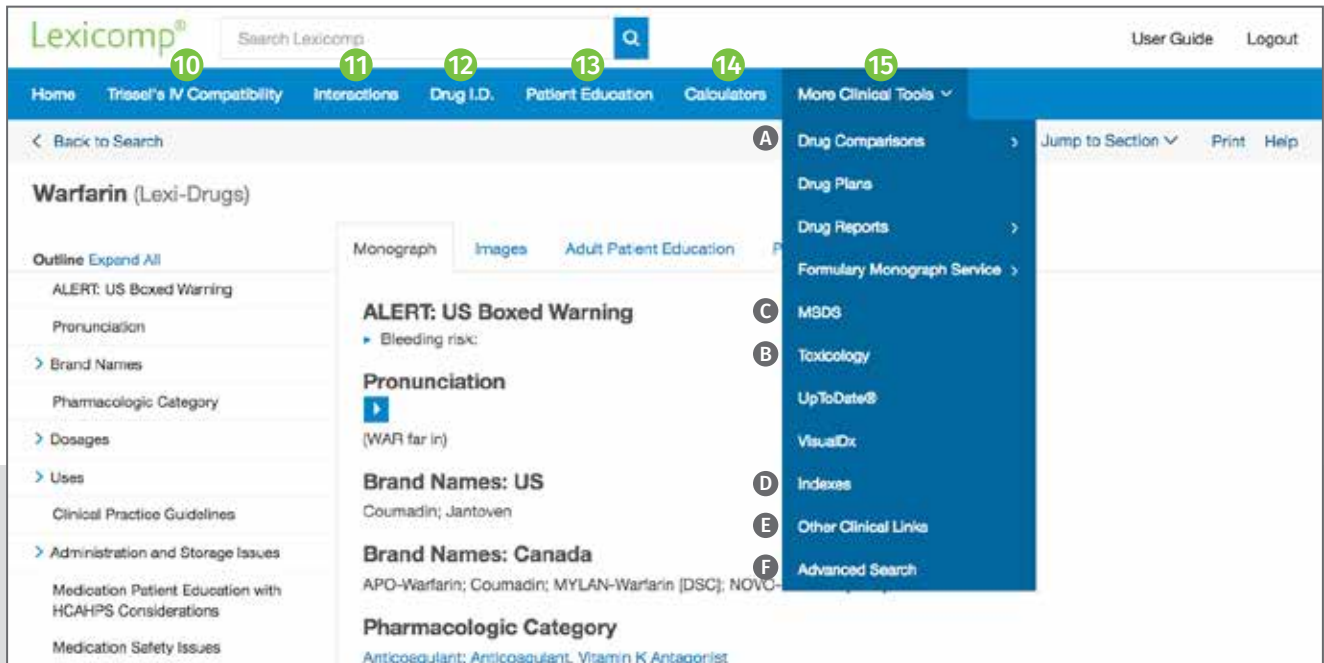 Lexicomp®
Search Lexicomp
User Guide Logout
10 11 12 13 14 15
Home Trissel's IV Compatibility Interactions Drug I.D. Patient Education Calculators More Clinical Tools
Back to Search
Jump to Section Print Help
Warfarin (Lexi-Drugs)
Outline Expand All
ALERT: US Boxed Warning
Pronunciation
Brand Names
Pharmacologic Category
Dosages
Uses
Clinical Practice Guidelines
Administration and Storage Issues
Medication Patient Education with
HCAHPS Considerations
Medication Safety Issues
Monograph Images Adult Patient Education P
ALERT: US Boxed Warning
Bleeding risk:
Pronunciation
(WAR far in)
Brand Names: US
Coumadin; Jantoven
Brand Names: Canada
APO-Warfarin; Coumadin; MYLAN-Warfarin [DSC]; NOVO-
Pharmacologic Category
Anticoagulant; Anticoagulant, Vitamin K Antagonist
A Drug Comparisons
Drug Plans
Drug Reports
Formulary Monograph Service
C MSDS
B Toxicology
UpToDate®
VisualDx
D Indexes
E Other Clinical Links
F Advanced Search